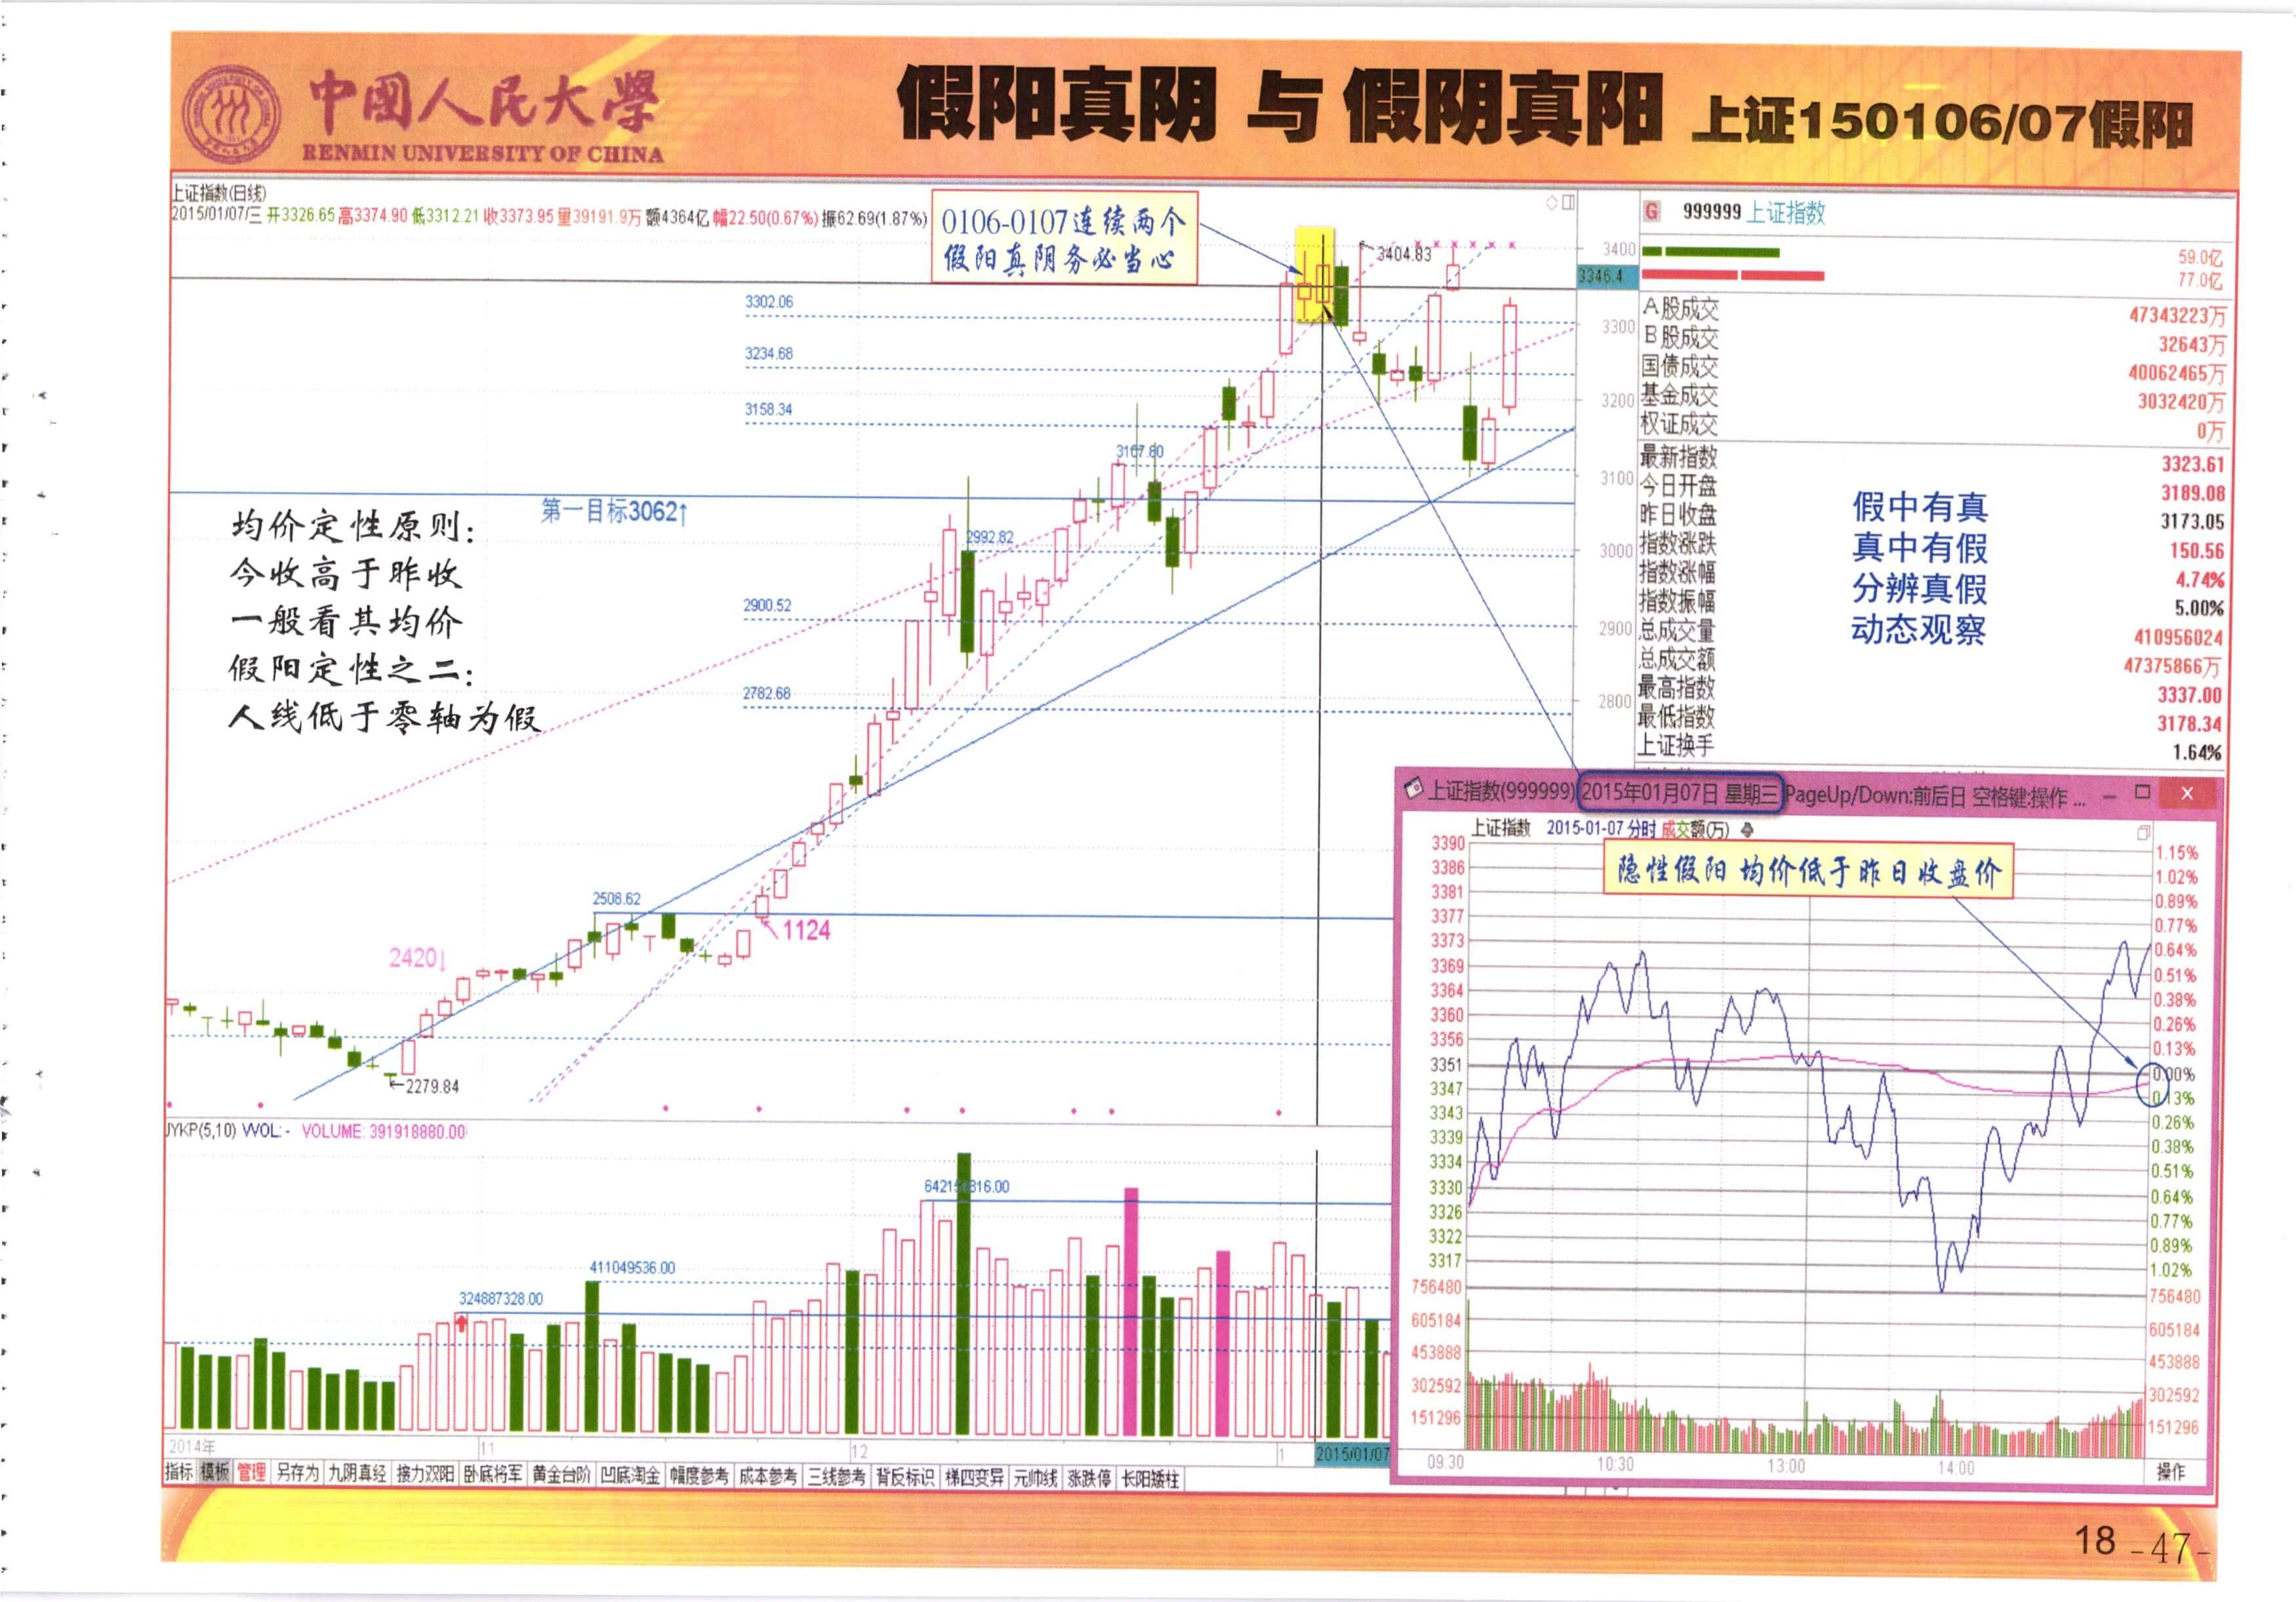 中國人民大學
RENMIN UNIVERSITY OF CHINA
假阳真阴 与 假阴真阳 上证150106/07假阳
上证指数(日线)
2015/01/07/三 开3326.65 高3374.90 低3312.21 收3373.95 量39191.9万 额4364亿 幅22.50(0.67%) 振62.69(1.87%)
0106-0107连续两个
假阳真阴务必当心
3404.83
3302.06
3234.68
3158.34
3107.80
第一目标3062↑
2992.82
2900.52
2782.68
2508.62
2420↓
1124
←2279.84
3400
3346.4
3300
3200
3100
3000
2900
2800
均价定性原则:
今收高于昨收
一般看其均价
假阳定性之二:
人线低于零轴为假
G 999999 上证指数
59.0亿
77.0亿
A股成交 47343223万
B股成交 32643万
国债成交 40062465万
基金成交 3032420万
权证成交 0万
最新指数 3323.61
今日开盘 3189.08
昨日收盘 3173.05
指数涨跌 150.56
指数涨幅 4.74%
指数振幅 5.00%
总成交量 410956024
总成交额 47375866万
最高指数 3337.00
最低指数 3178.34
上证换手 1.64%
假中有真
真中有假
分辨真假
动态观察
上证指数(999999) 2015年01月07日 星期三 PageUp/Down:前后日 空格键:操作 ...
上证指数 2015-01-07 分时 成交额(万)
隐性假阳 均价低于昨日收盘价
3390 1.15%
3386 1.02%
3381 0.89%
3377 0.77%
3373 0.64%
3369 0.51%
3364 0.38%
3360 0.26%
3356 0.13%
3351 0.00%
3347 0.13%
3343 0.26%
3339 0.38%
3334 0.51%
3330 0.64%
3326 0.77%
3322 0.89%
3317 1.02%
756480 756480
605184 605184
453888 453888
302592 302592
151296 151296
09:30 10:30 13:00 14:00 操作
JYKP(5,10) VVOL: - VOLUME: 391918880.00
324887328.00
411049536.00
2014年 11 12 1 2015/01/07
指标 模板 管理 另存为 九阴真经 接力双阳 卧底将军 黄金台阶 凹底淘金 幅度参考 成本参考 三线参考 背反标识 梯四变异 元帅线 涨跌停 长阳矮柱
18 -47-